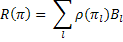 R(π) = ∑_l ρ(π_l)B_l